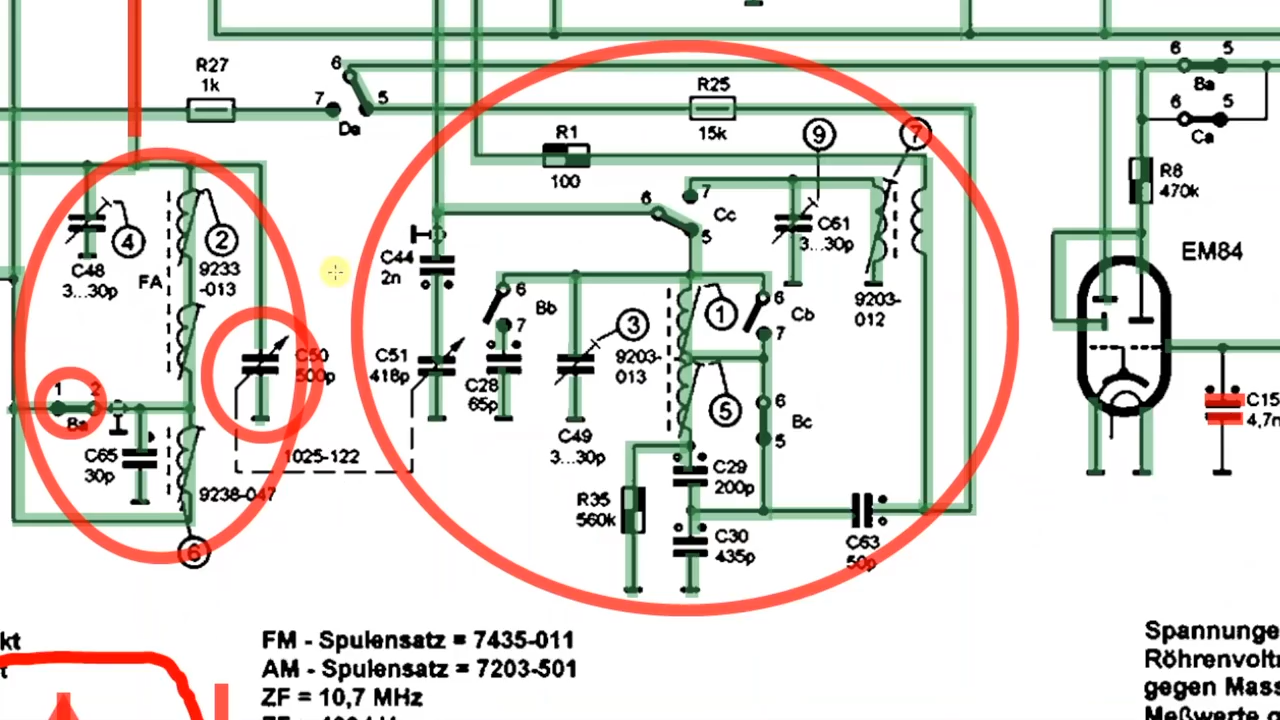 R27
1k
6
7
5
Da
R25
15k
R1
100
9
7
6
5
Ba
6
5
Ca
R8
470k
EM84
6
7
Cc
5
C61
3...30p
9203-
012
4
C48
3...30p
FA
2
9233
-013
C44
2n
6
Bb
7
3
9203-
013
1
6
Cb
7
C50
500p
C51
418p
C28
65p
C49
3...30p
5
6
Bc
5
1
2
Ba
C65
30p
1025-122
9238-047
6
C29
200p
R35
560k
C30
435p
C63
50p
C15
4,7n
kt
t
FM - Spulensatz = 7435-011
AM - Spulensatz = 7203-501
ZF = 10,7 MHz
Spannunge
Röhrenvolt
gegen Mass
Meßwerte